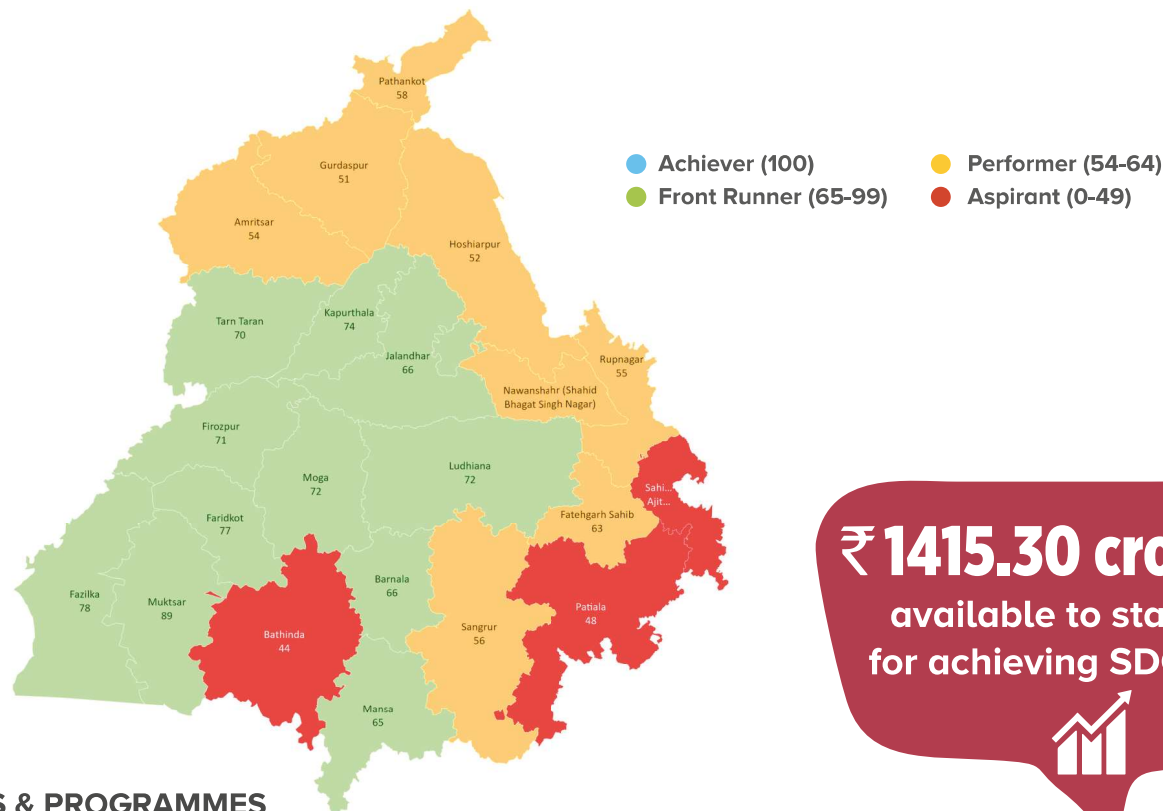 Pathankot
58
Gurdaspur
51
Achiever (100)
Performer (54-64)
Front Runner (65-99)
Aspirant (0-49)
Amritsar
54
Hoshiarpur
52
Tarn Taran
70
Kapurthala
74
Jalandhar
66
Rupnagar
55
Nawanshahr (Shahid
Bhagat Singh Nagar)
Firozpur
71
Moga
72
Ludhiana
72
Sahi...
Ajit...
Faridkot
77
Fatehgarh Sahib
63
Fazilka
78
Muktsar
89
Barnala
66
Bathinda
44
Sangrur
56
Patiala
48
Mansa
65
₹ 1415.30 cro
available to sta
for achieving SD
S & PROGRAMMES